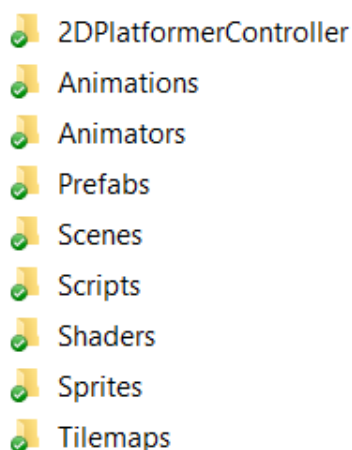 2DPlatformerController
Animations
Animators
Prefabs
Scenes
Scripts
Shaders
Sprites
Tilemaps